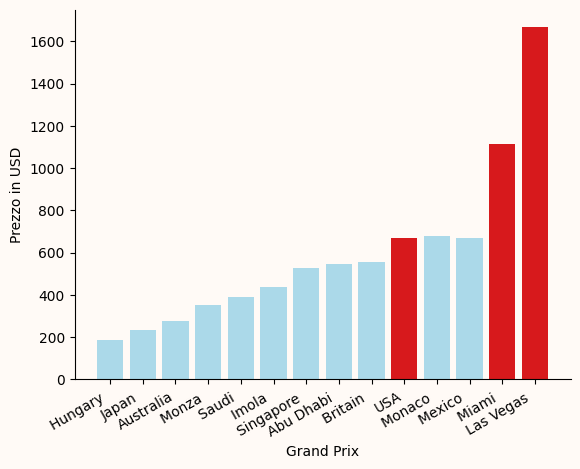 1600
1400
1200
1000
800
600
400
200
0
Prezzo in USD
Hungary
Japan
Australia
Monza
Saudi
Imola
Singapore
Abu Dhabi
Britain
USA
Monaco
Mexico
Miami
Las Vegas
Grand Prix